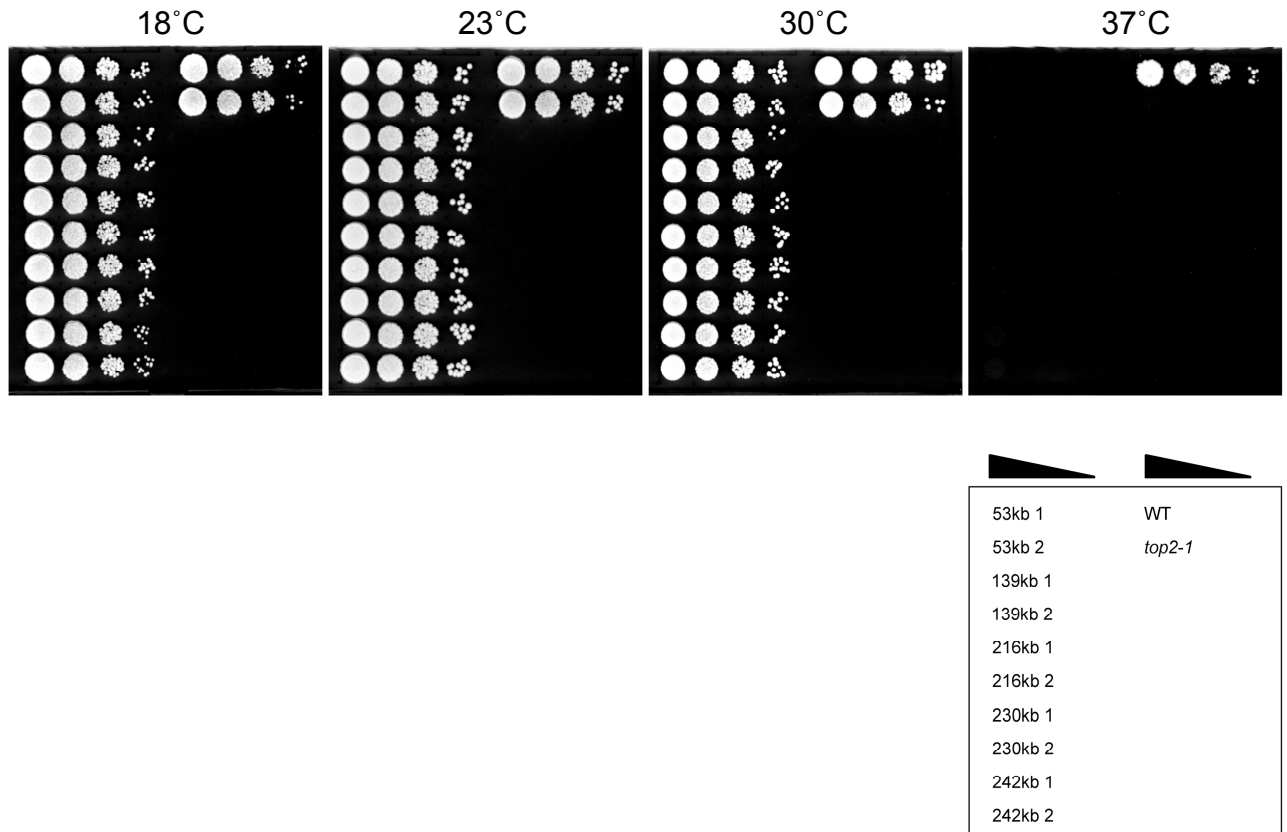 18˚C 23˚C 30˚C 37˚C
53kb 1 WT
53kb 2 top2-1
139kb 1
139kb 2
216kb 1
216kb 2
230kb 1
230kb 2
242kb 1
242kb 2